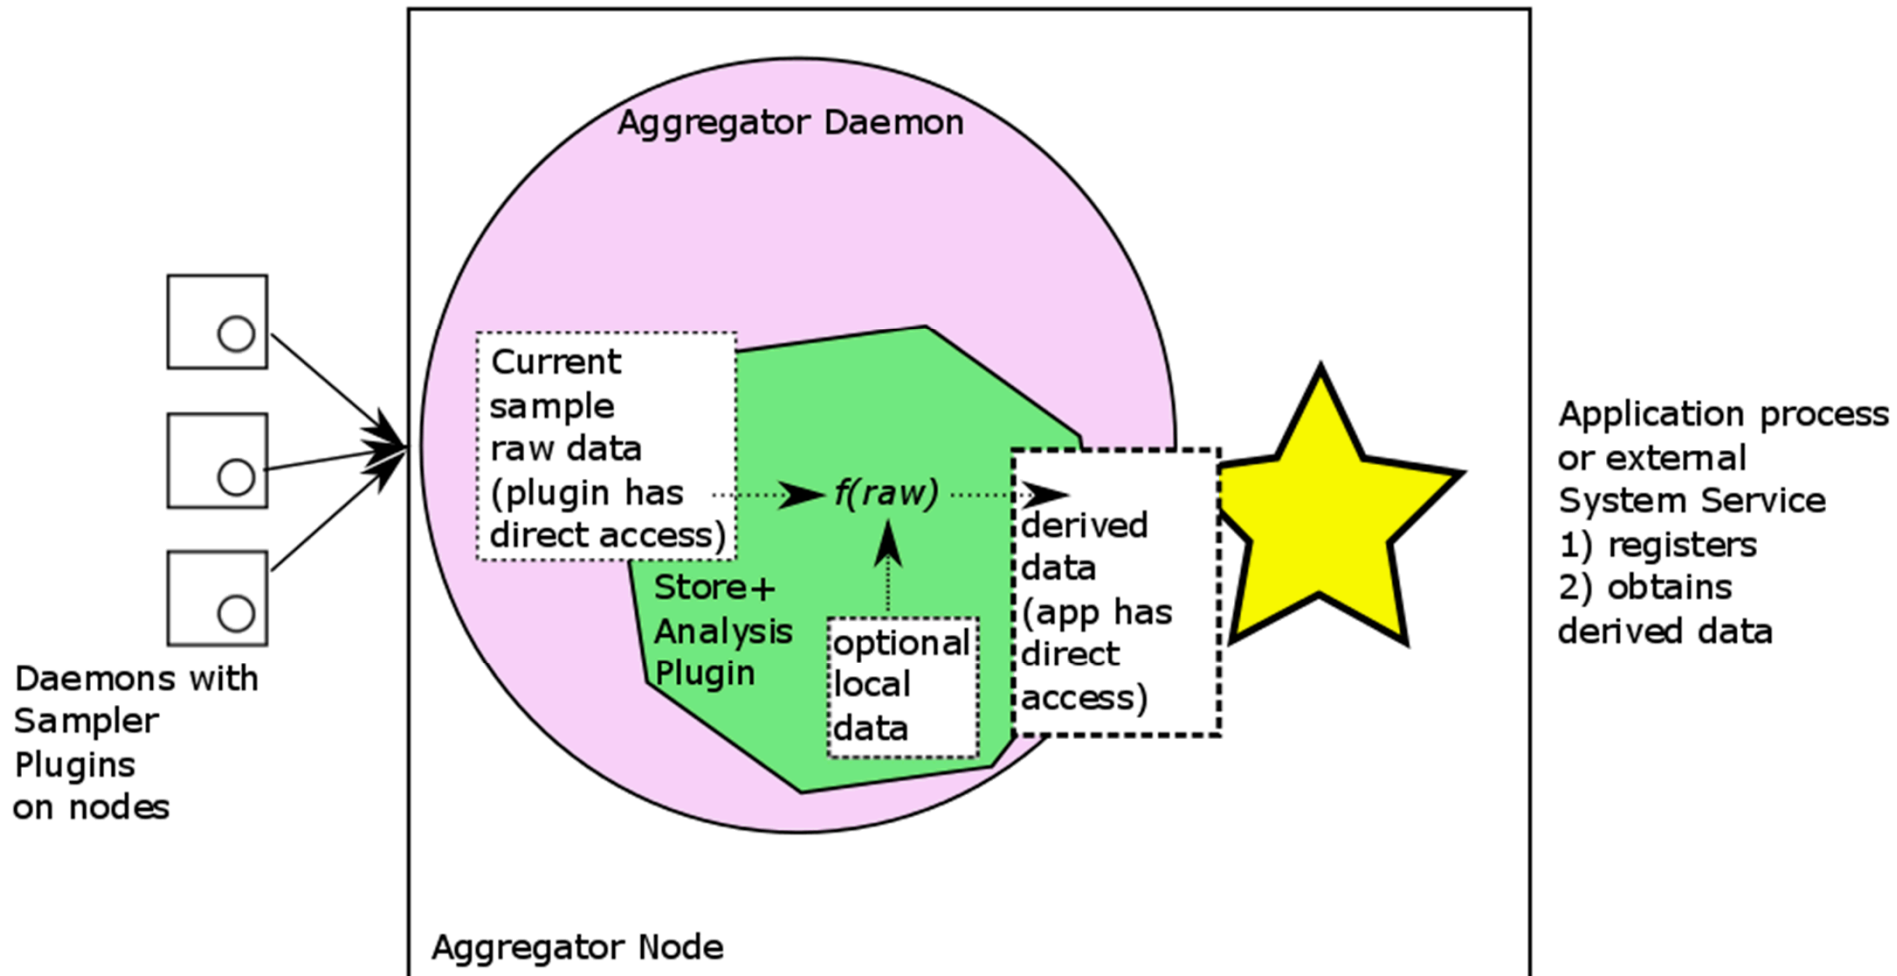 Aggregator Daemon
Current
sample
raw data
(plugin has
direct access)
f(raw)
derived
data
(app has
direct
access)
Store+
Analysis
Plugin
optional
local
data
Daemons with
Sampler
Plugins
on nodes
Application process
or external
System Service
1) registers
2) obtains
derived data
Aggregator Node